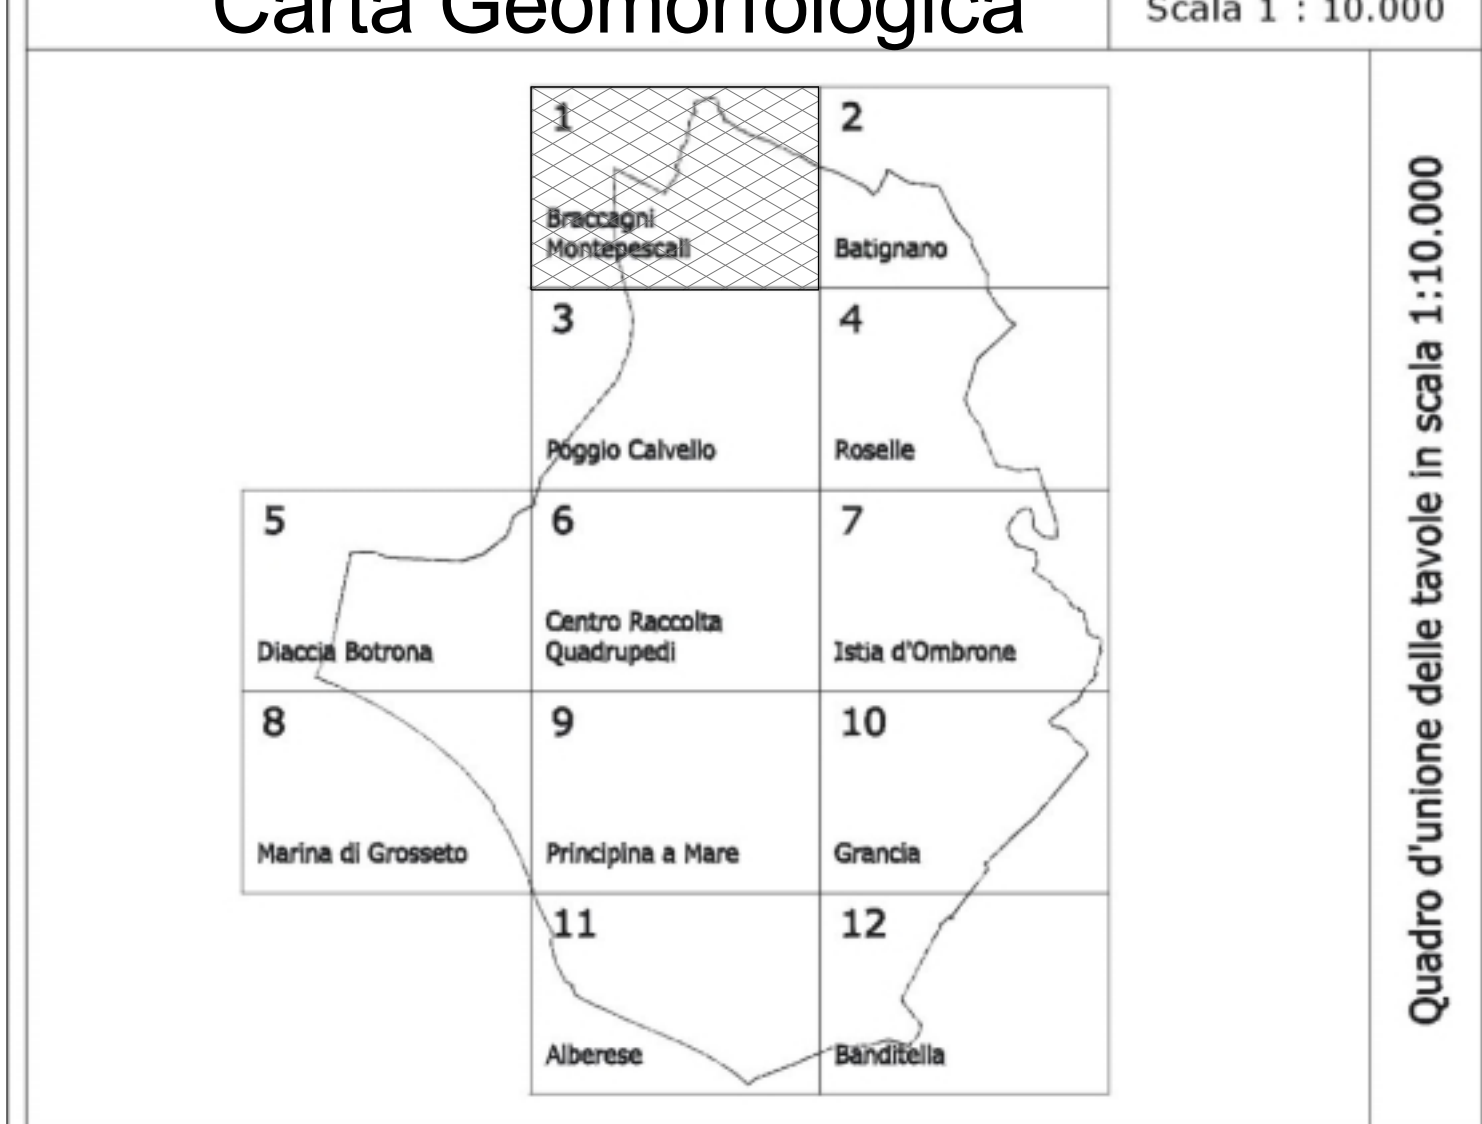 Carta Geomorfologica
Scala 1 : 10.000
1
Braccagni
Montepescali
2
Batignano
3
Poggio Calvello
4
Roselle
5
Diaccia Botrona
6
Centro Raccolta
Quadrupedi
7
Istia d'Ombrone
8
Marina di Grosseto
9
Principina a Mare
10
Grancia
11
Alberese
12
Banditella
Quadro d'unione delle tavole in scala 1:10.000